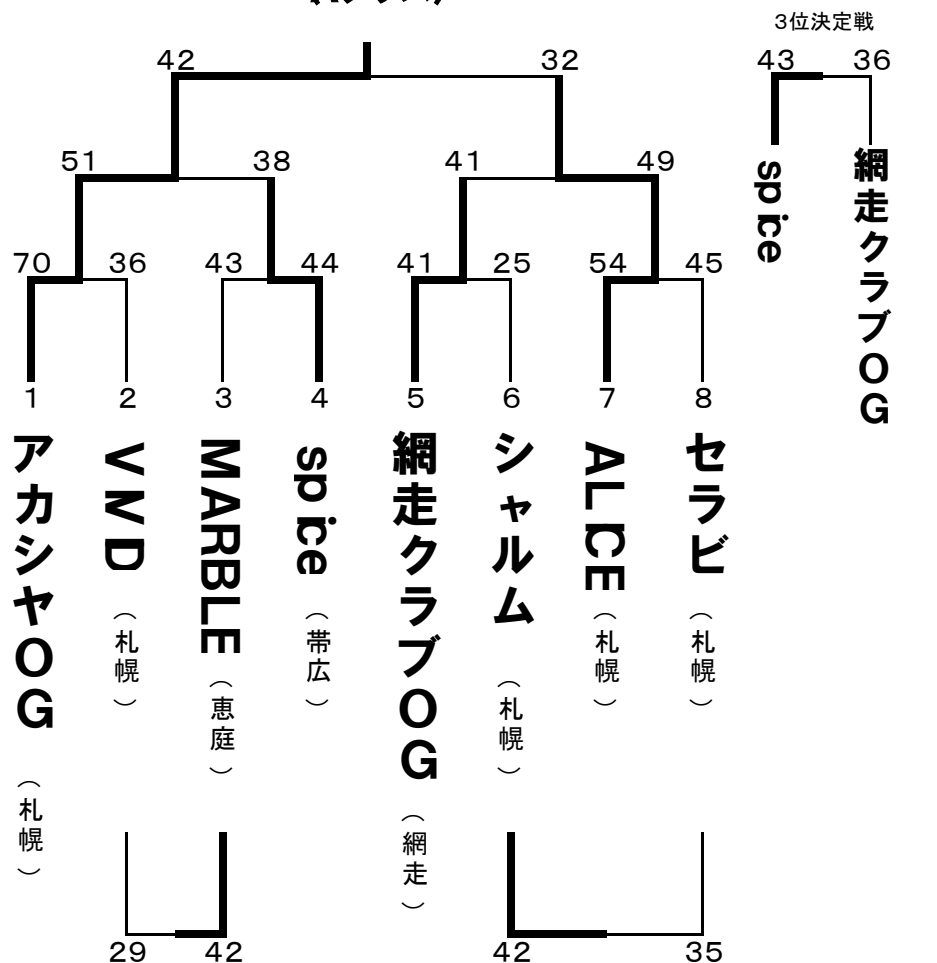 3位決定戦
42 32 43 36
51 38 41 49
spice
網走クラブOG
70 36 43 44 41 25 54 45
1 2 3 4 5 6 7 8
アカシヤOG（札幌）
VIVID（札幌）
MARBLE（恵庭）
spice（帯広）
網走クラブOG（網走）
シャルム（札幌）
ALICE（札幌）
セラビ（札幌）
29 42 42 35